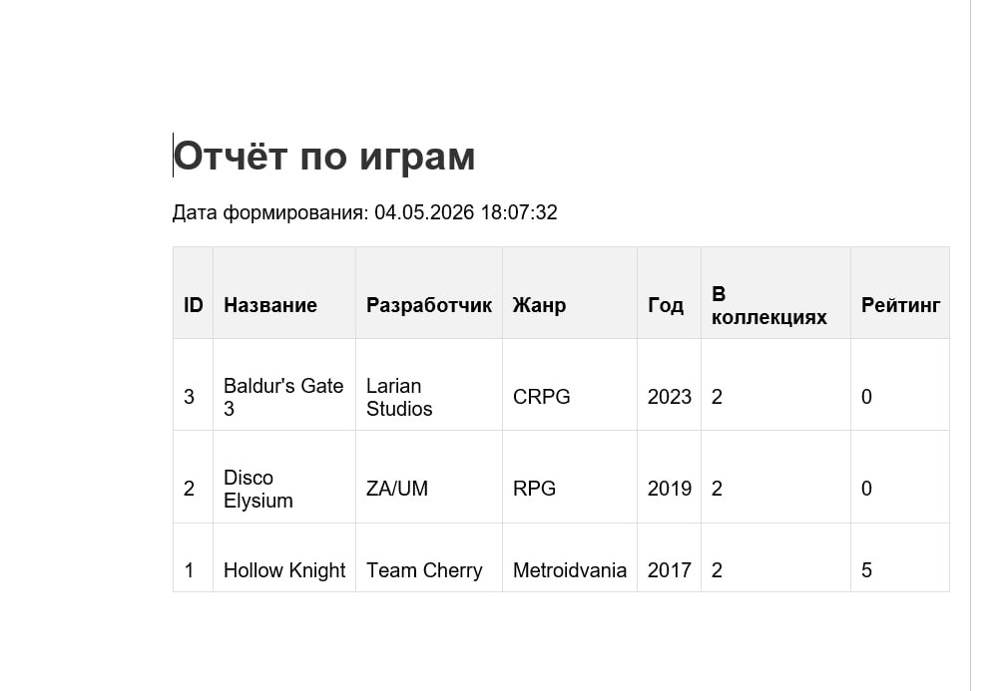 Отчёт по играм
Дата формирования: 04.05.2026 18:07:32
ID Название Разработчик Жанр Год В коллекциях Рейтинг
3 Baldur's Gate 3 Larian Studios CRPG 2023 2 0
2 Disco Elysium ZA/UM RPG 2019 2 0
1 Hollow Knight Team Cherry Metroidvania 2017 2 5